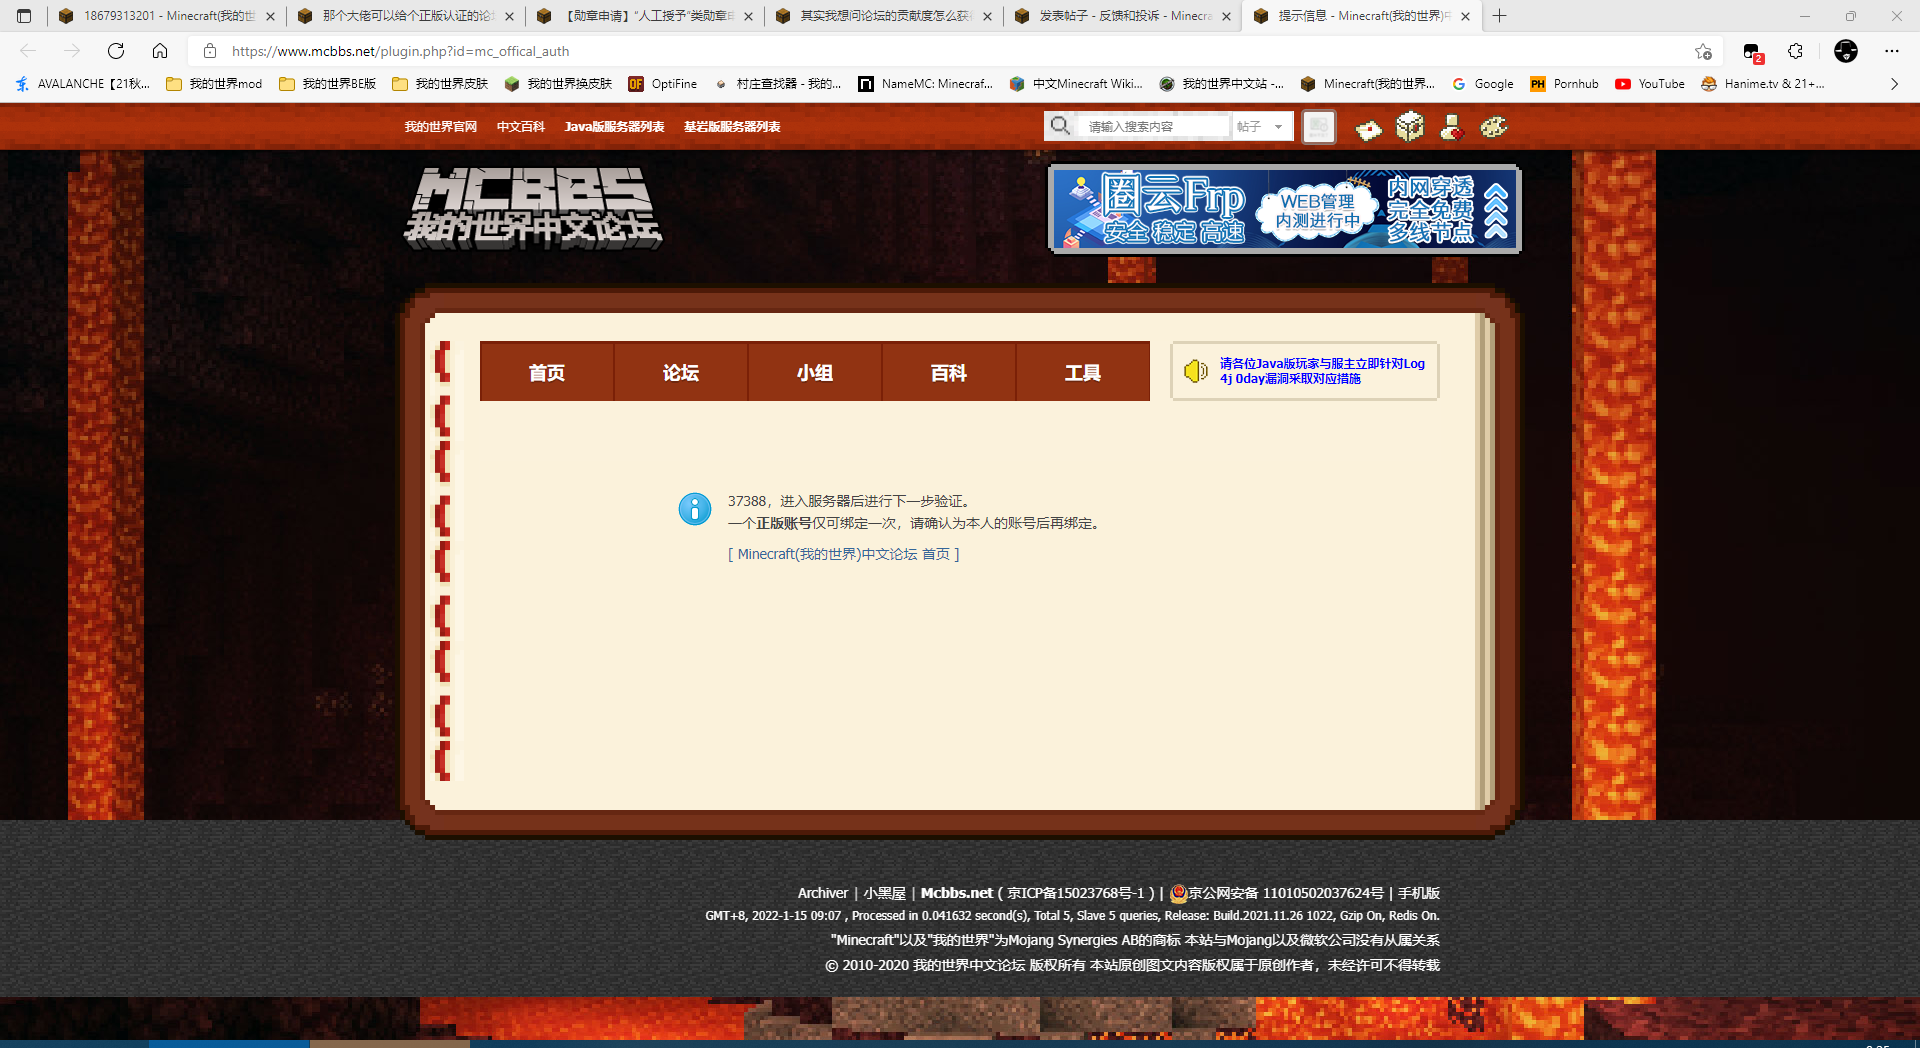 18679313201 - Minecraft(我的世
那个大佬可以给个正版认证的论坛
【勋章申请】“人工授予”类勋章申
其实我想问论坛的贡献度怎么获得
发表帖子 - 反馈和投诉 - Minecra
提示信息 - Minecraft(我的世界)中
https://www.mcbbs.net/plugin.php?id=mc_offical_auth
2
AVALANCHE【21秋...
我的世界mod
我的世界BE版
我的世界皮肤
我的世界换皮肤
OF
OptiFine
村庄查找器 - 我的...
NameMC: Minecraf...
中文Minecraft Wiki...
我的世界中文站 -...
Minecraft(我的世界...
Google
PH
Pornhub
YouTube
Hanime.tv & 21+...
我的世界官网
中文百科
Java版服务器列表
基岩版服务器列表
请输入搜索内容
帖子
MCBBS
我的世界中文论坛
圈云Frp
安全 稳定 高速
WEB管理
内测进行中
内网穿透
完全免费
多线节点
首页
论坛
小组
百科
工具
请各位Java版玩家与服主立即针对Log
4j 0day漏洞采取对应措施
37388，进入服务器后进行下一步验证。
一个正版账号仅可绑定一次，请确认为本人的账号后再绑定。
[ Minecraft(我的世界)中文论坛 首页 ]
Archiver | 小黑屋 | Mcbbs.net ( 京ICP备15023768号-1 ) | 京公网安备 11010502037624号 | 手机版
GMT+8, 2022-1-15 09:07 , Processed in 0.041632 second(s), Total 5, Slave 5 queries, Release: Build.2021.11.26 1022, Gzip On, Redis On.
"Minecraft"以及"我的世界"为Mojang Synergies AB的商标 本站与Mojang以及微软公司没有从属关系
© 2010-2020 我的世界中文论坛 版权所有 本站原创图文内容版权属于原创作者，未经许可不得转载